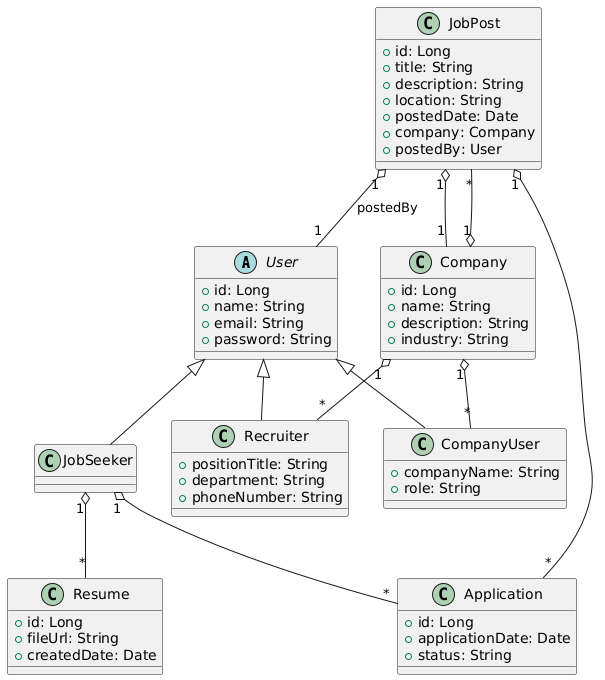 C JobPost
id: Long
title: String
description: String
location: String
postedDate: Date
company: Company
postedBy: User
1
1
*
1
postedBy
1
1
1
A User
id: Long
name: String
email: String
password: String
C Company
id: Long
name: String
description: String
industry: String
1
1
*
*
C JobSeeker
C Recruiter
positionTitle: String
department: String
phoneNumber: String
C CompanyUser
companyName: String
role: String
1
1
*
*
*
C Resume
id: Long
fileUrl: String
createdDate: Date
C Application
id: Long
applicationDate: Date
status: String